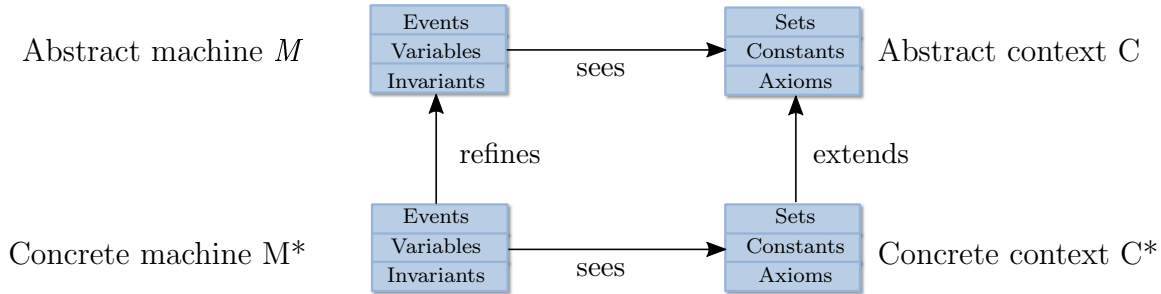 Abstract machine M
Events
Variables
Invariants
sees
Sets
Constants
Axioms
Abstract context C
refines
extends
Concrete machine M*
Events
Variables
Invariants
sees
Sets
Constants
Axioms
Concrete context C*